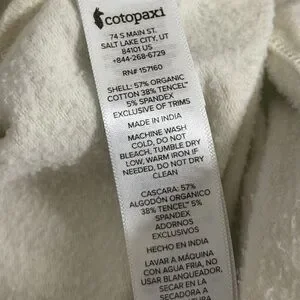 cotopaxi
74 S MAIN ST.
SALT LAKE CITY, UT
84101 US
+844-268-6729
RN# 157160
SHELL: 57% ORGANIC
COTTON 38% TENCEL™
5% SPANDEX
EXCLUSIVE OF TRIMS
MADE IN INDIA
MACHINE WASH
COLD, DO NOT
BLEACH, TUMBLE DRY
LOW, WARM IRON IF
NEEDED, DO NOT DRY
CLEAN
CASCARA: 57%
ALGODÓN ORGANICO
38% TENCEL™ 5%
SPANDEX
ADORNOS
EXCLUSIVOS
HECHO EN INDIA
LAVAR A MÁQUINA
CON AGUA FRIA, NO
USAR BLANQUEADOR,
SECAR EN LA
SECADORA A